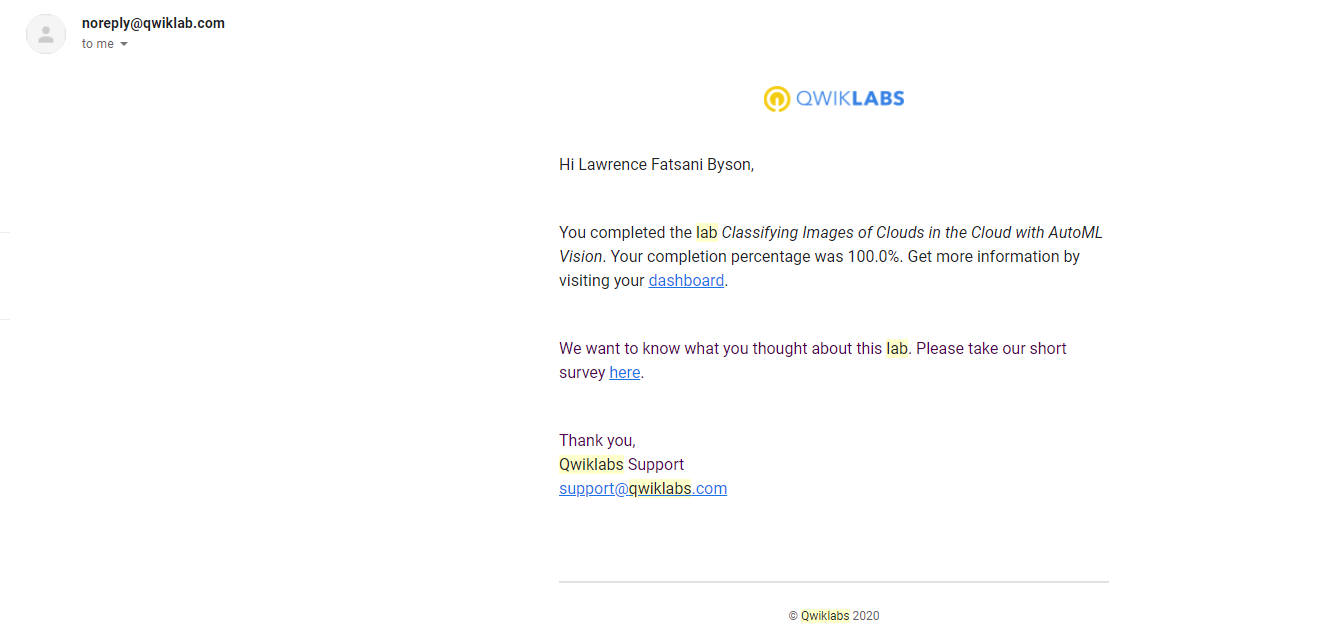 noreply@qwiklab.com
to me
QWIKLABS
Hi Lawrence Fatsani Byson,
You completed the lab Classifying Images of Clouds in the Cloud with AutoML
Vision. Your completion percentage was 100.0%. Get more information by
visiting your dashboard.
We want to know what you thought about this lab. Please take our short
survey here.
Thank you,
Qwiklabs Support
support@qwiklabs.com
© Qwiklabs 2020